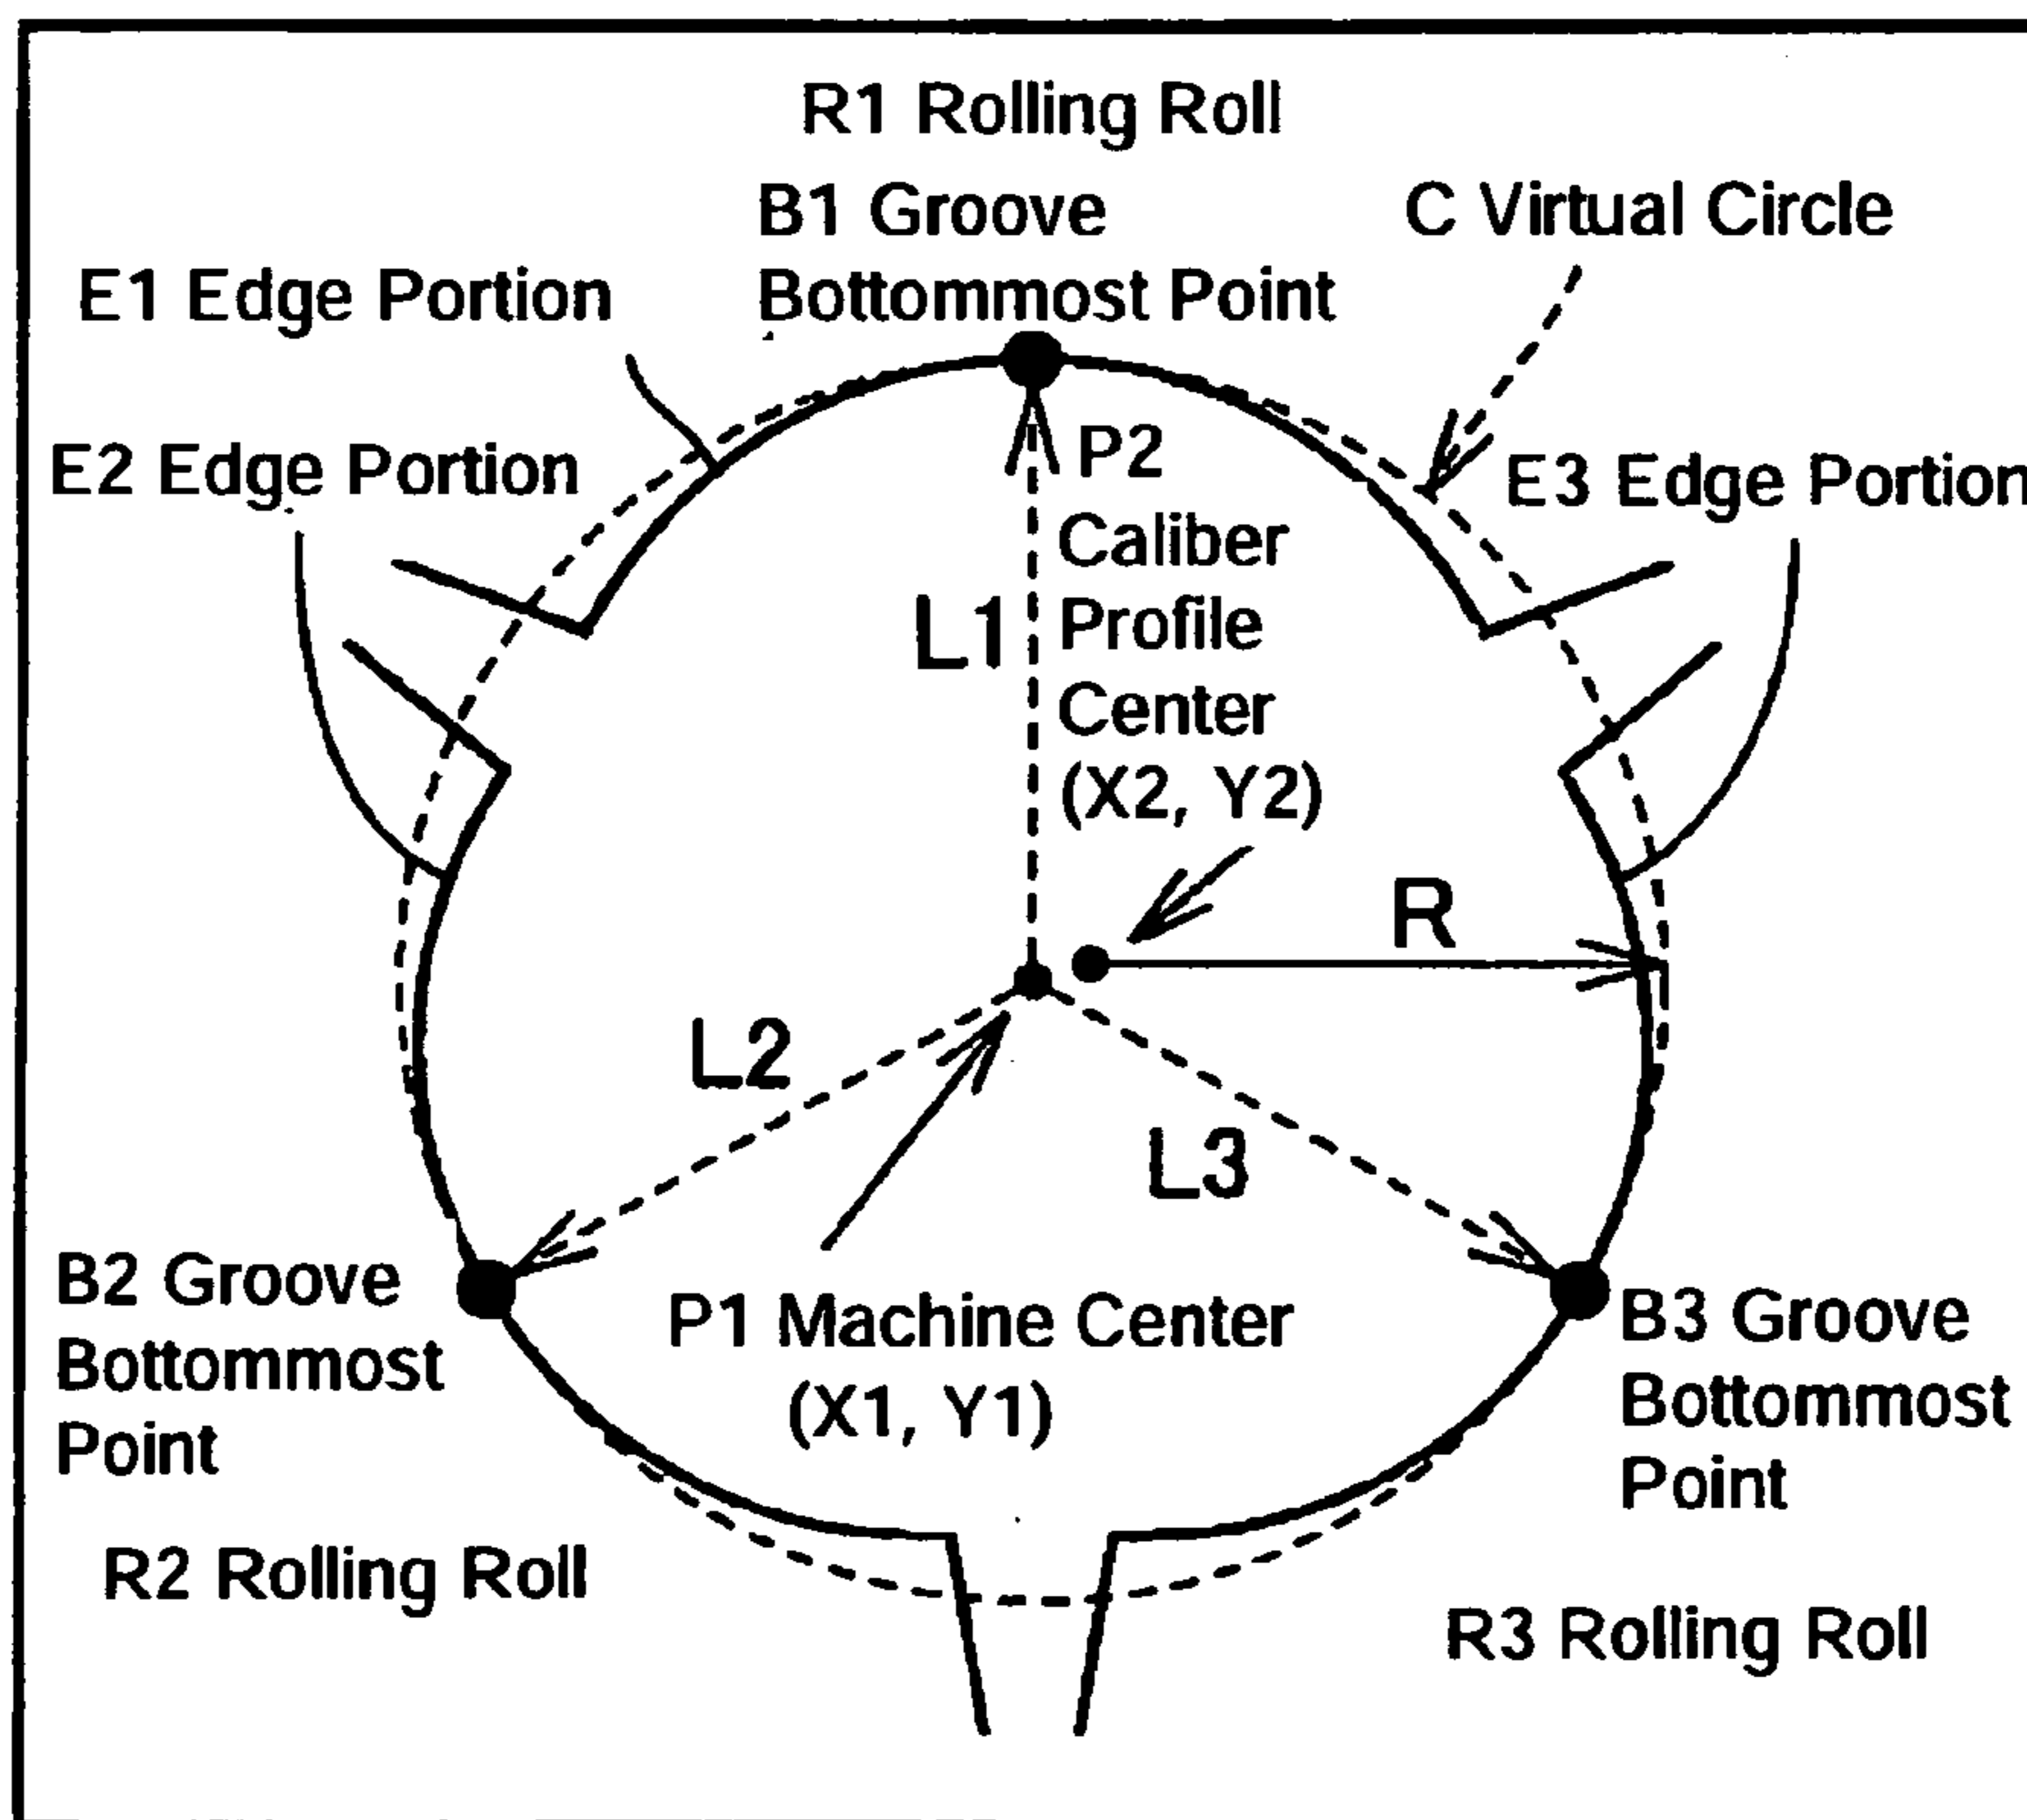 R1 Rolling Roll
B1 Groove
Bottommost Point
C Virtual Circle
E1 Edge Portion
E2 Edge Portion
P2
Caliber
Profile
Center
(X2, Y2)
E3 Edge Portion
L1
R
L2
L3
B2 Groove
Bottommost
Point
P1 Machine Center
(X1, Y1)
B3 Groove
Bottommost
Point
R2 Rolling Roll
R3 Rolling Roll